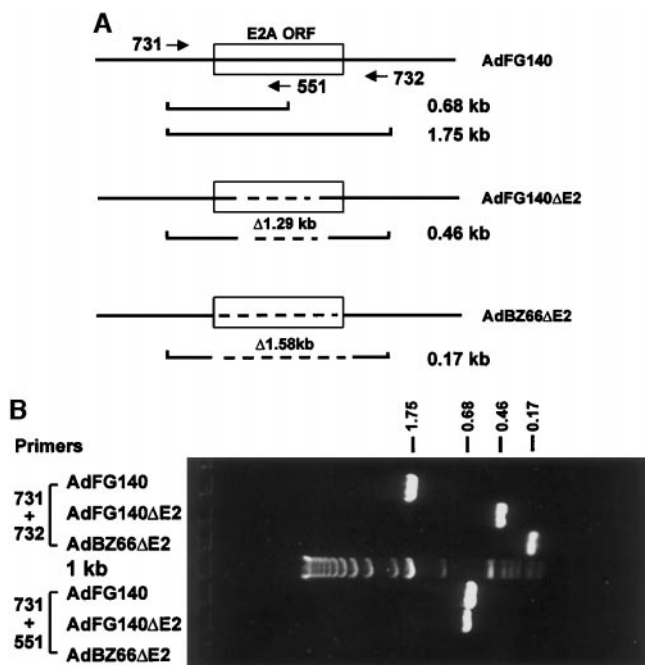 A
E2A ORF
731
AdFG140
551
732
0.68 kb
1.75 kb
AdFG140ΔE2
Δ1.29 kb
0.46 kb
AdBZ66ΔE2
Δ1.58kb
0.17 kb
B
1.75
0.68
0.46
0.17
Primers
731
+
732
AdFG140
AdFG140ΔE2
AdBZ66ΔE2
1 kb
731
+
551
AdFG140
AdFG140ΔE2
AdBZ66ΔE2